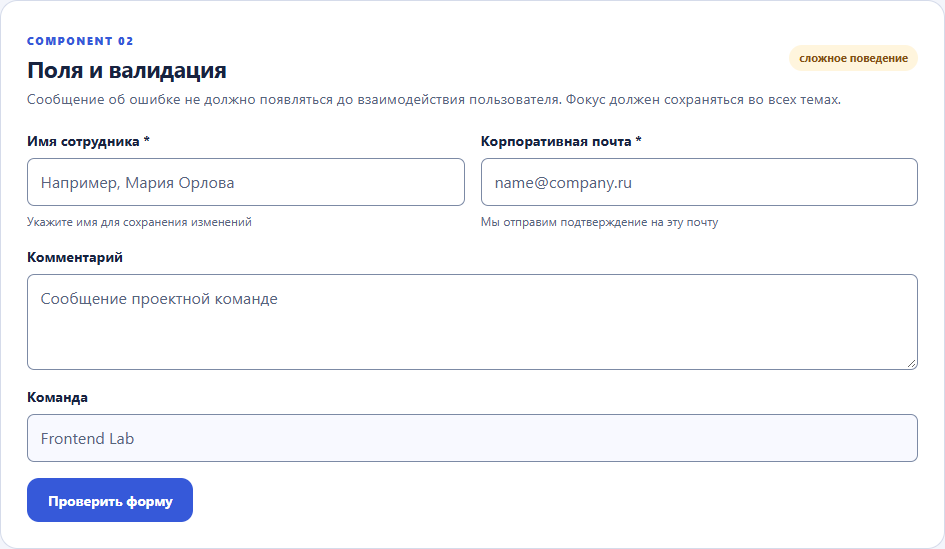 COMPONENT 02
Поля и валидация
сложное поведение
Сообщение об ошибке не должно появляться до взаимодействия пользователя. Фокус должен сохраняться во всех темах.
Имя сотрудника *
Корпоративная почта *
Например, Мария Орлова
name@company.ru
Укажите имя для сохранения изменений
Мы отправим подтверждение на эту почту
Комментарий
Сообщение проектной команде
Команда
Frontend Lab
Проверить форму